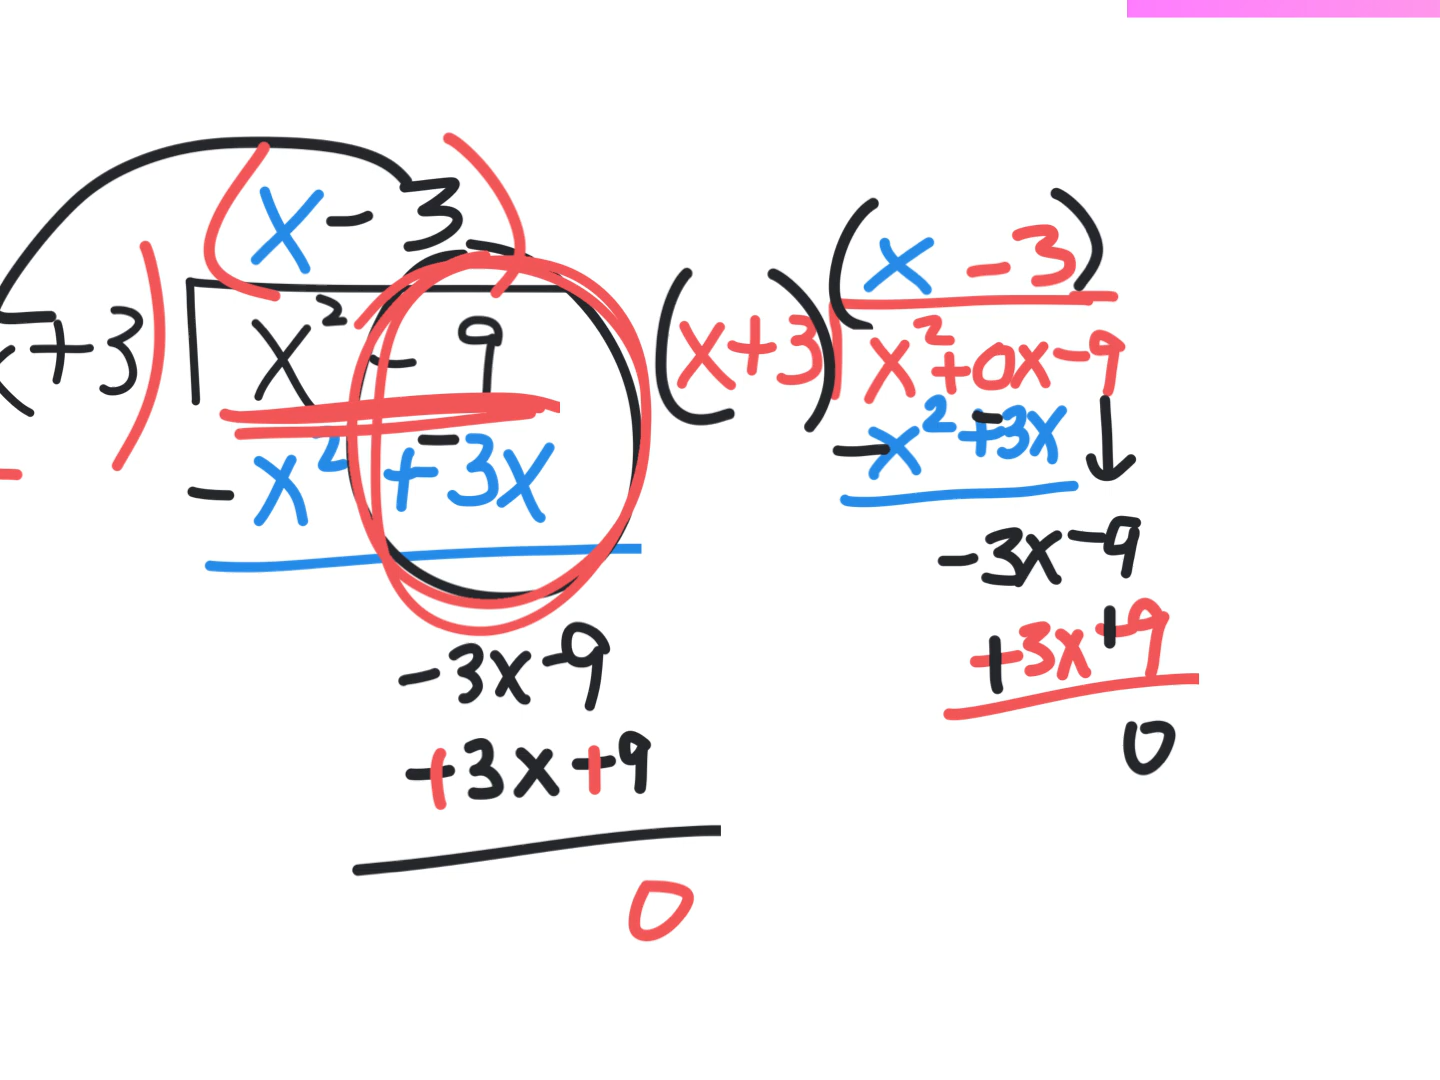 x - 3
x + 3) x² - 9
- x² + - 3x
- 3x - 9
+ 3x + 9
0
(x - 3)
(x + 3) x² + 0x - 9
- x² + - 3x
- 3x - 9
+ 3x + 9
0